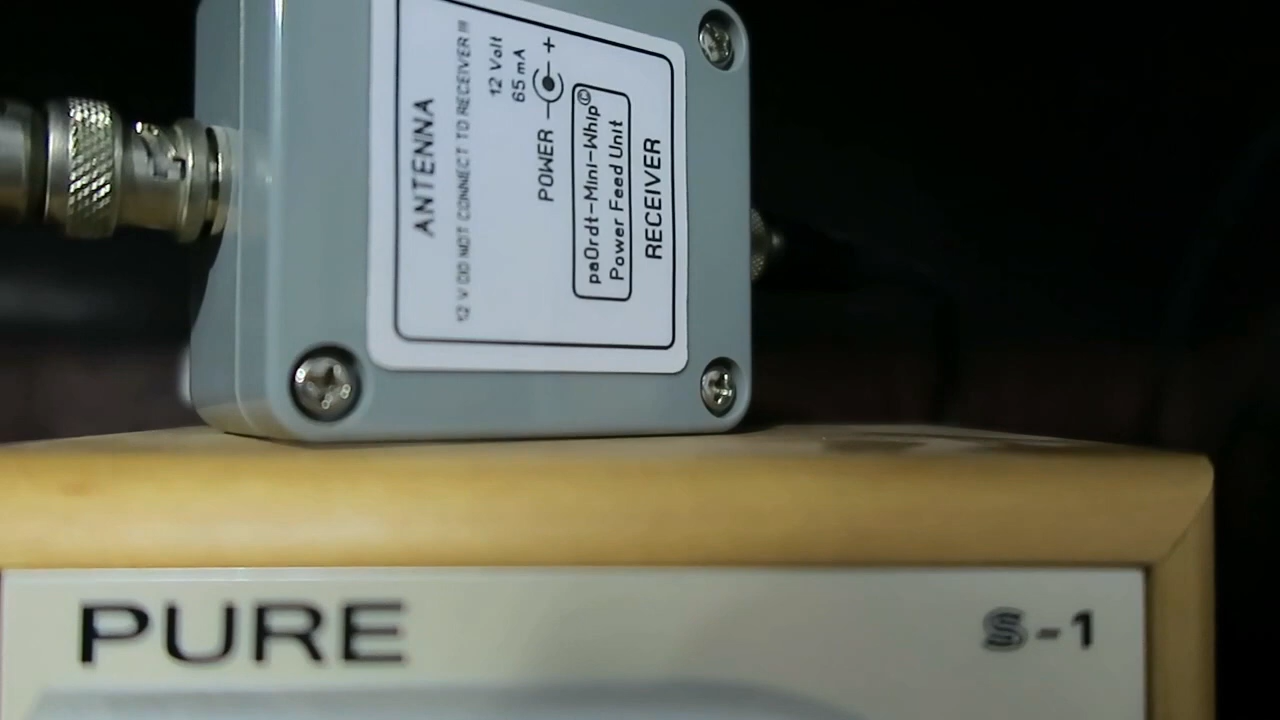 ANTENNA
12 V DO NOT CONNECT TO RECEIVER !!!
12 Volt
65 mA
POWER - +
pa0rdt-Mini-Whip©
Power Feed Unit
RECEIVER
PURE
S-1